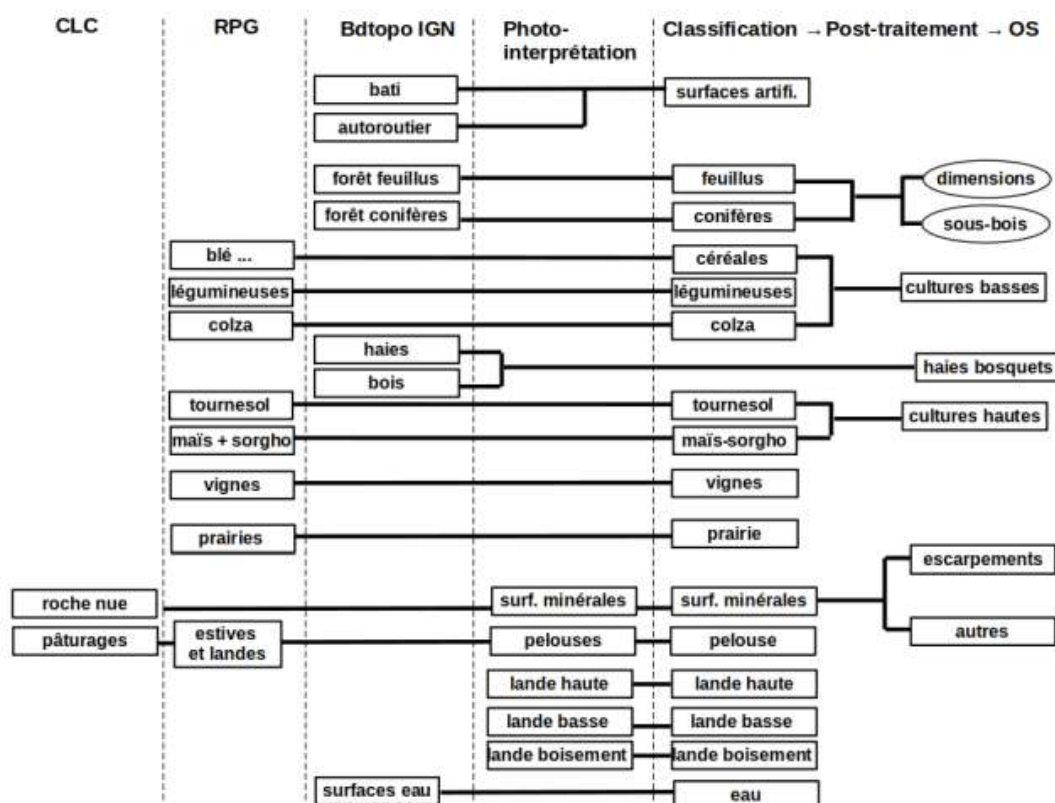 CLC RPG Bdtopo IGN Photo- Classification → Post-traitement → OS
interprétation
bati surfaces artifi.
autoroutier
forêt feuillus feuillus dimensions
forêt conifères conifères sous-bois
blé ... céréales
légumineuses légumineuses cultures basses
colza colza
haies haies bosquets
bois
tournesol tournesol cultures hautes
maïs + sorgho maïs-sorgho
vignes vignes
prairies prairie
escarpements
roche nue surf. minérales surf. minérales
pâturages estives pelouses pelouse autres
et landes
lande haute lande haute
lande basse lande basse
lande boisement lande boisement
surfaces eau eau